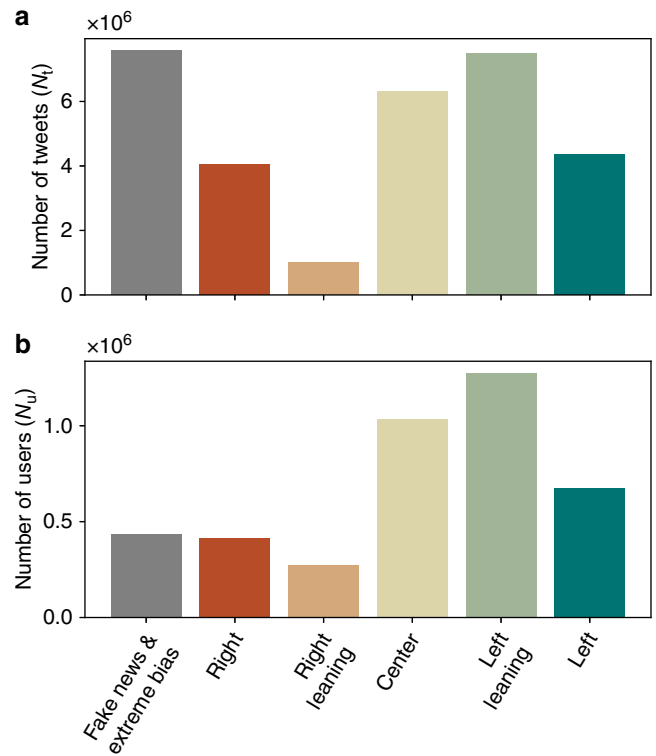 a
×10⁶
Number of tweets (Nₜ)
6
4
2
0
b
×10⁶
Number of users (Nᵤ)
1.0
0.5
0.0
Fake news &
extreme bias
Right
Right
leaning
Center
Left
leaning
Left